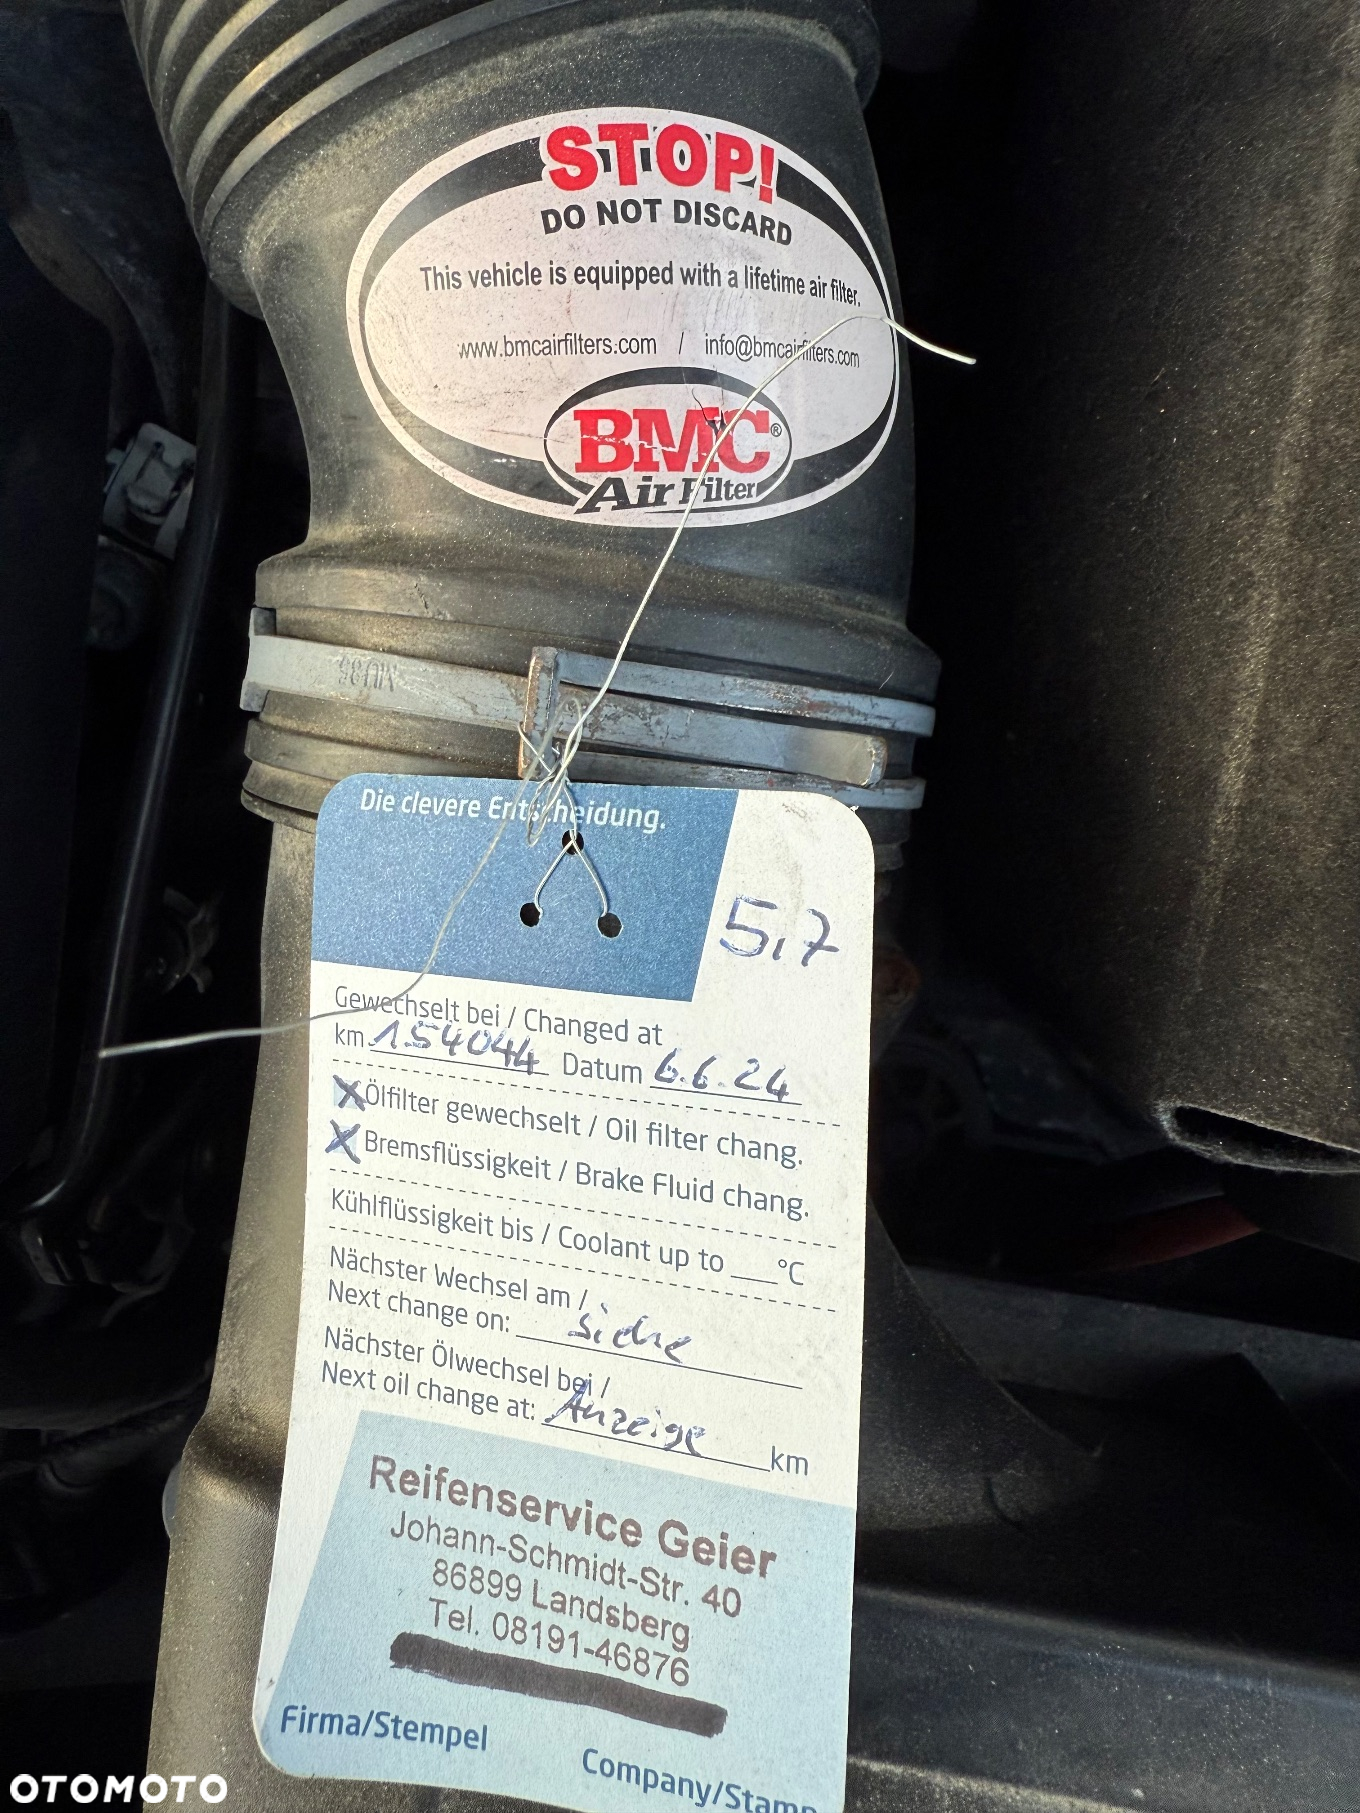 STOP!
DO NOT DISCARD
This vehicle is equipped with a lifetime air filter.
www.bmcairfilters.com / info@bmcairfilters.com
BMC®
Air Filter
MU 85
Die clevere Entscheidung.
5,7
Gewechselt bei / Changed at
km 154044 Datum 6.6.24
X Ölfilter gewechselt / Oil filter chang.
X Bremsflüssigkeit / Brake Fluid chang.
Kühlflüssigkeit bis / Coolant up to ___°C
Nächster Wechsel am /
Next change on: siehe
Nächster Ölwechsel bei /
Next oil change at: Anzeige km
Reifenservice Geier
Johann-Schmidt-Str. 40
86899 Landsberg
Tel. 08191-46876
Firma/Stempel
Company/Stamp
OTOMOTO